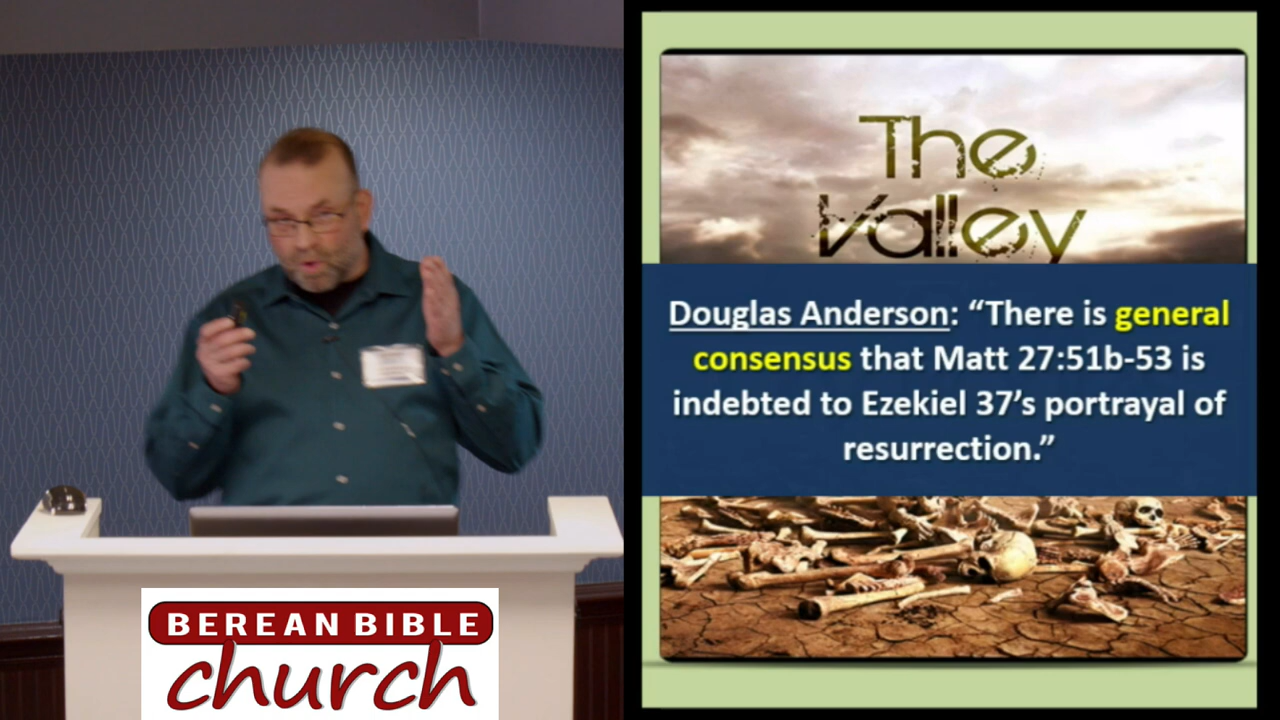 The
Valley
Douglas Anderson: “There is general
consensus that Matt 27:51b-53 is
indebted to Ezekiel 37’s portrayal of
resurrection.”
BEREAN BIBLE
church